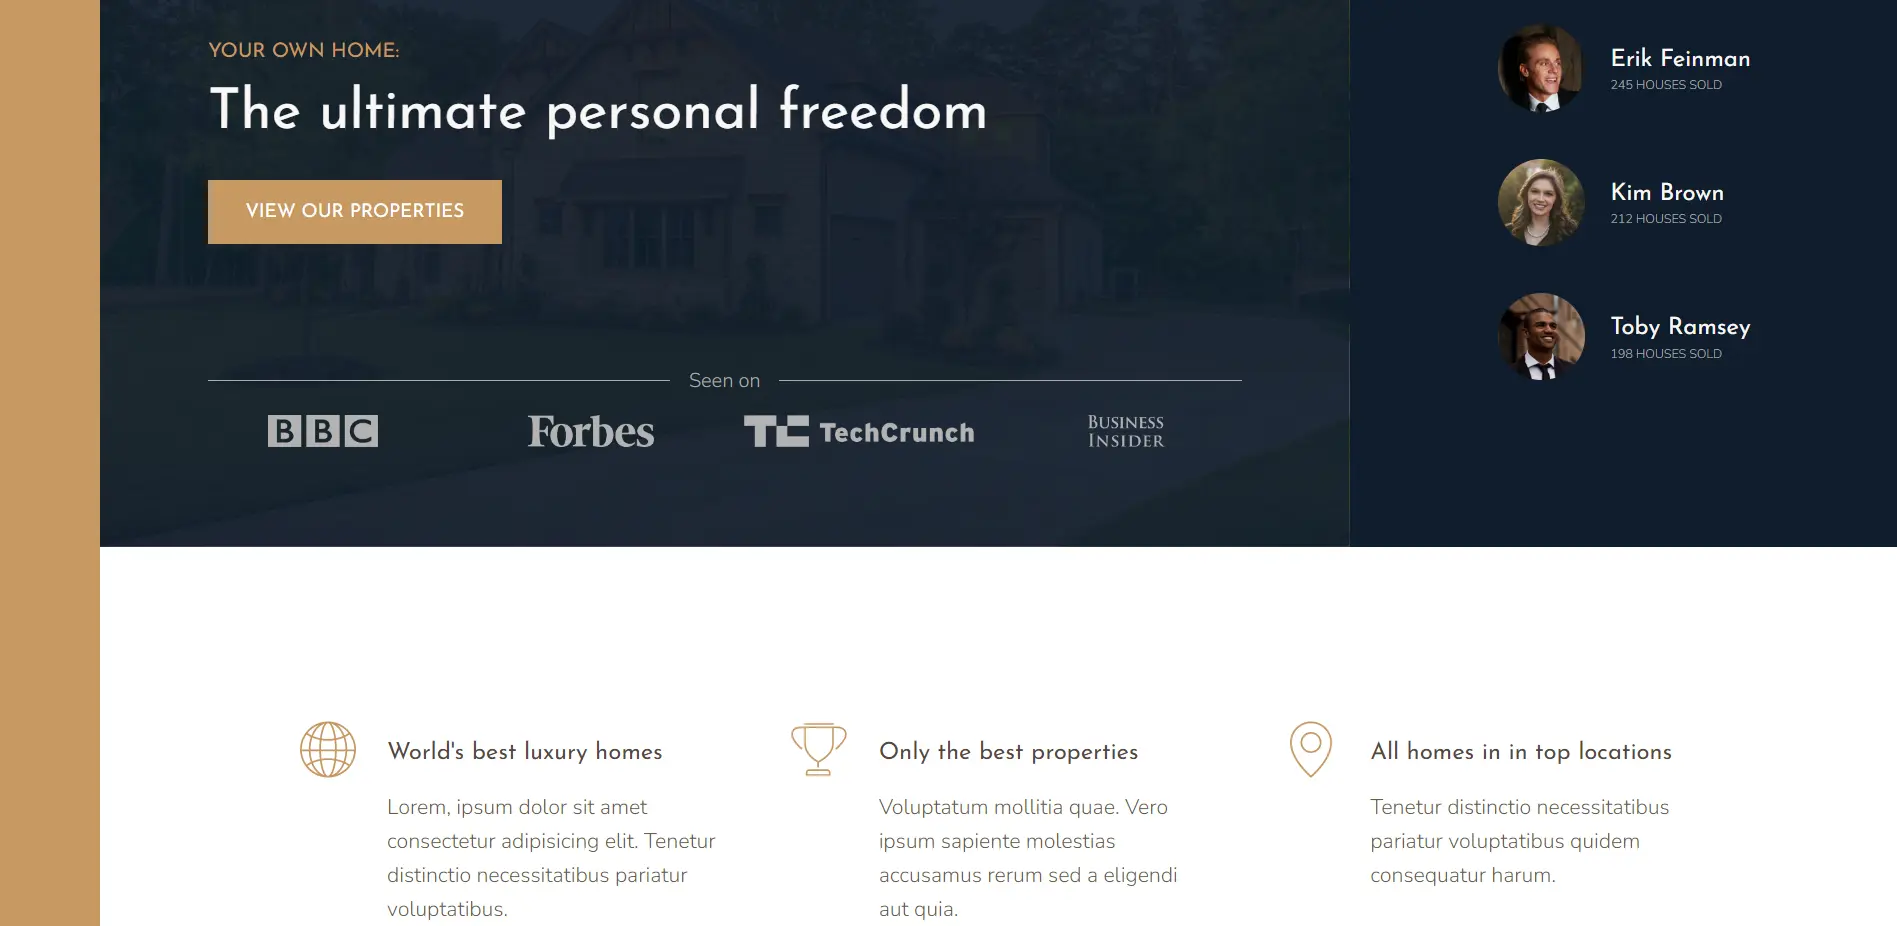 YOUR OWN HOME:
The ultimate personal freedom
VIEW OUR PROPERTIES
Seen on
BBC
Forbes
TC TechCrunch
BUSINESS
INSIDER
Erik Feinman
245 HOUSES SOLD
Kim Brown
212 HOUSES SOLD
Toby Ramsey
198 HOUSES SOLD
World's best luxury homes
Lorem, ipsum dolor sit amet
consectetur adipisicing elit. Tenetur
distinctio necessitatibus pariatur
voluptatibus.
Only the best properties
Voluptatum mollitia quae. Vero
ipsum sapiente molestias
accusamus rerum sed a eligendi
aut quia.
All homes in in top locations
Tenetur distinctio necessitatibus
pariatur voluptatibus quidem
consequatur harum.